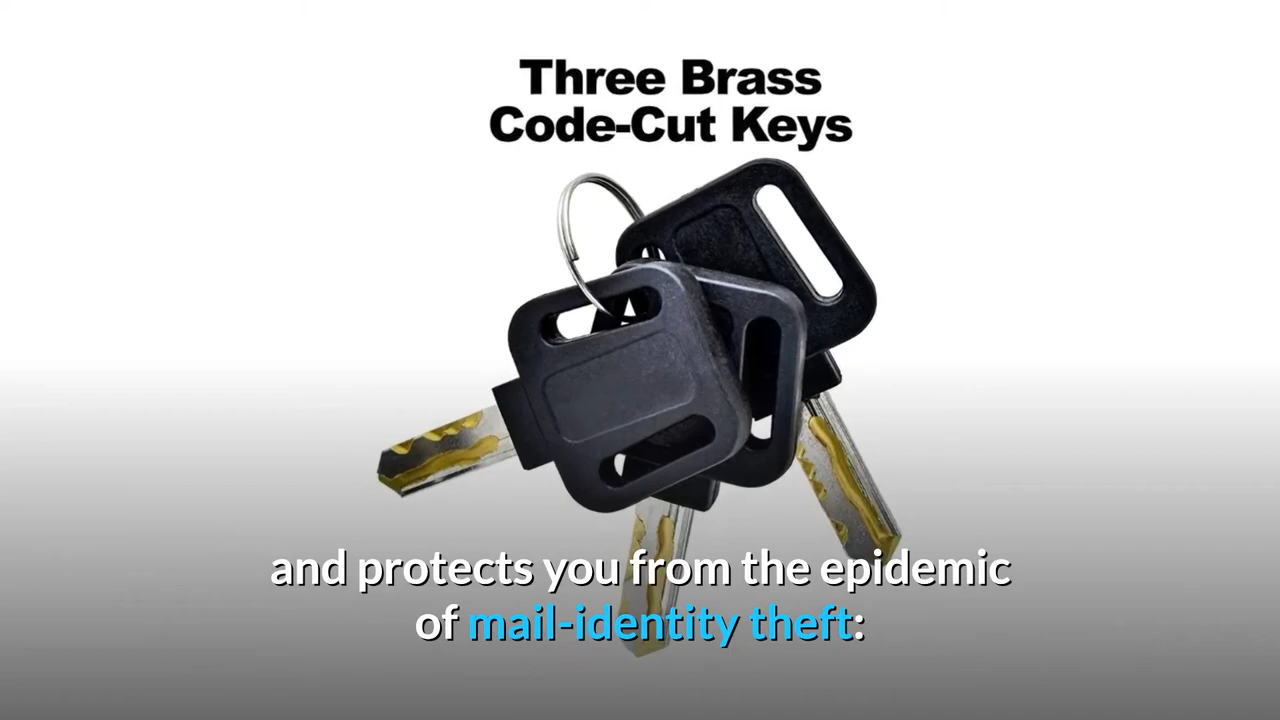 Three Brass
Code-Cut Keys
and protects you from the epidemic
of mail-identity theft: